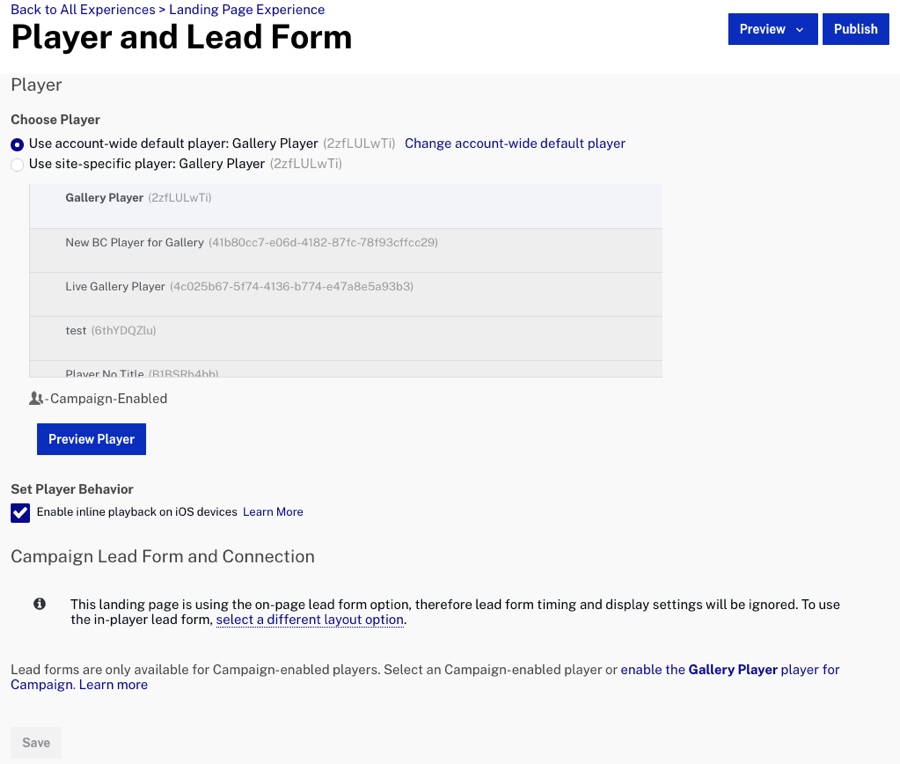 Back to All Experiences > Landing Page Experience
Player and Lead Form
Preview
Publish
Player
Choose Player
Use account-wide default player: Gallery Player (2zfLULwTi) Change account-wide default player
Use site-specific player: Gallery Player (2zfLULwTi)
Gallery Player (2zfLULwTi)
New BC Player for Gallery (41b80cc7-e06d-4182-87fc-78f93cffcc29)
Live Gallery Player (4c025b67-5f74-4136-b774-e47a8e5a93b3)
test (6thYDQZlu)
Player No Title (B1BSRh4bb)
- Campaign-Enabled
Preview Player
Set Player Behavior
Enable inline playback on iOS devices Learn More
Campaign Lead Form and Connection
This landing page is using the on-page lead form option, therefore lead form timing and display settings will be ignored. To use
the in-player lead form, select a different layout option.
Lead forms are only available for Campaign-enabled players. Select an Campaign-enabled player or enable the Gallery Player player for
Campaign. Learn more
Save